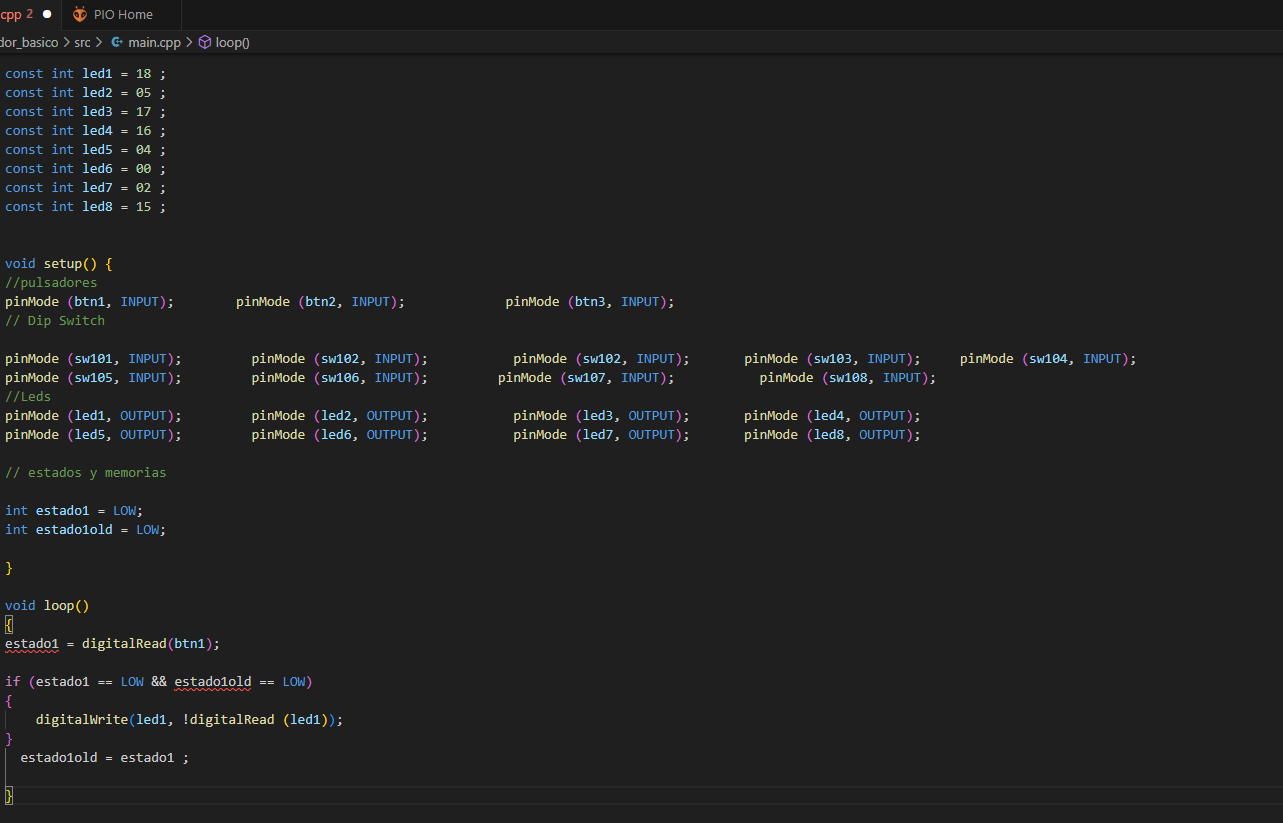 cpp 2 ● PIO Home
dor_basico > src > main.cpp > loop()
const int led1 = 18 ;
const int led2 = 05 ;
const int led3 = 17 ;
const int led4 = 16 ;
const int led5 = 04 ;
const int led6 = 00 ;
const int led7 = 02 ;
const int led8 = 15 ;
void setup() {
//pulsadores
pinMode (btn1, INPUT); pinMode (btn2, INPUT); pinMode (btn3, INPUT);
// Dip Switch
pinMode (sw101, INPUT); pinMode (sw102, INPUT); pinMode (sw102, INPUT); pinMode (sw103, INPUT); pinMode (sw104, INPUT);
pinMode (sw105, INPUT); pinMode (sw106, INPUT); pinMode (sw107, INPUT); pinMode (sw108, INPUT);
//Leds
pinMode (led1, OUTPUT); pinMode (led2, OUTPUT); pinMode (led3, OUTPUT); pinMode (led4, OUTPUT);
pinMode (led5, OUTPUT); pinMode (led6, OUTPUT); pinMode (led7, OUTPUT); pinMode (led8, OUTPUT);
// estados y memorias
int estado1 = LOW;
int estado1old = LOW;
}
void loop()
{
estado1 = digitalRead(btn1);
if (estado1 == LOW && estado1old == LOW)
{
digitalWrite(led1, !digitalRead (led1));
}
estado1old = estado1 ;
}